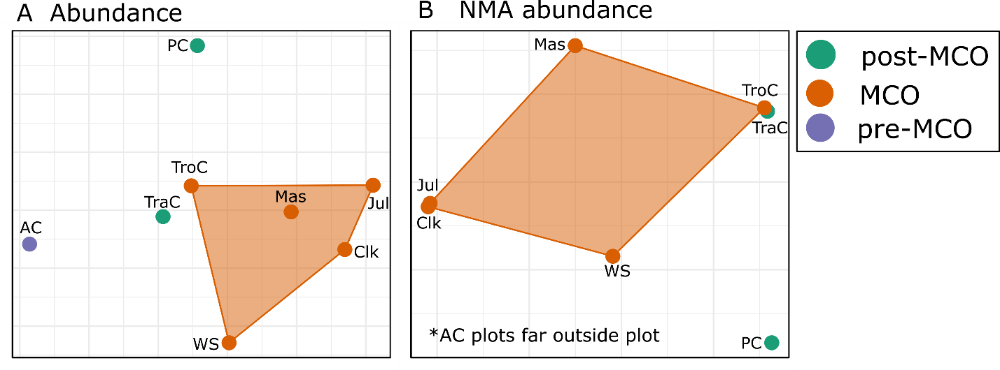 A Abundance
PC
TroC
TraC
Mas
Jul
AC
Clk
WS
B NMA abundance
Mas
TroC
TraC
Jul
Clk
WS
*AC plots far outside plot
PC
post-MCO
MCO
pre-MCO